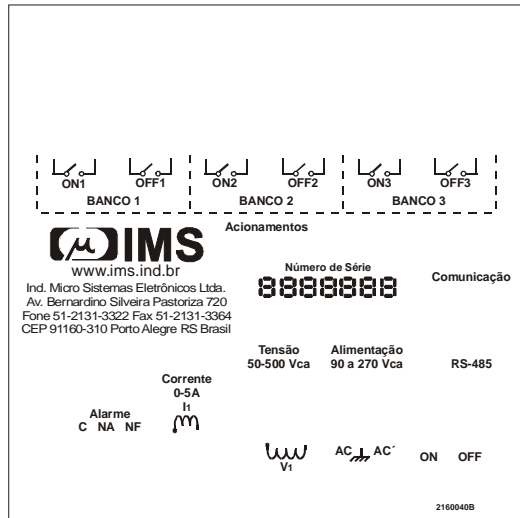 ON1 OFF1 ON2 OFF2 ON3 OFF3
BANCO 1 BANCO 2 BANCO 3
Acionamentos
µ IMS
www.ims.ind.br
Ind. Micro Sistemas Eletrônicos Ltda.
Av. Bernardino Silveira Pastoriza 720
Fone 51-2131-3322 Fax 51-2131-3364
CEP 91160-310 Porto Alegre RS Brasil
Número de Série
8888888
Comunicação
Tensão
50-500 Vca
Alimentação
90 a 270 Vca
RS-485
Corrente
0-5A
I1
Alarme
C NA NF
V1
AC AC´
ON OFF
2160040B